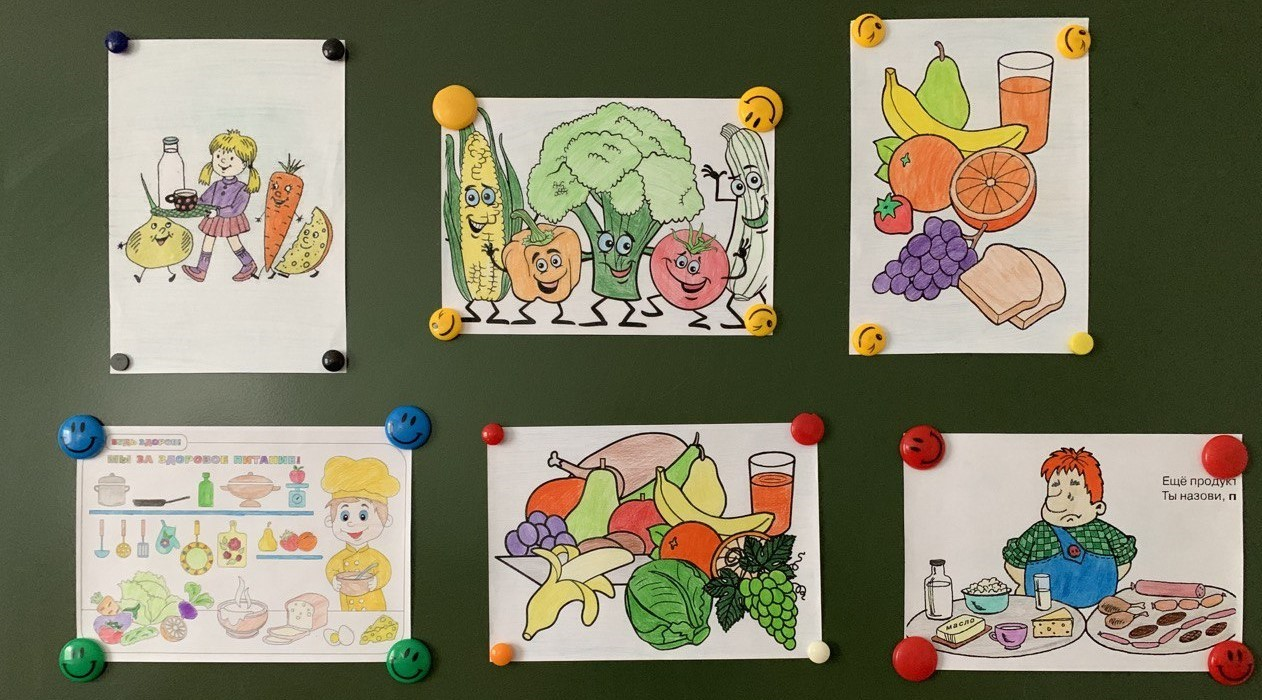 БУДЬ ЗДОРОВ!
МЫ ЗА ЗДОРОВОЕ ПИТАНИЕ!
Ещё продукт
Ты назови, п
масло